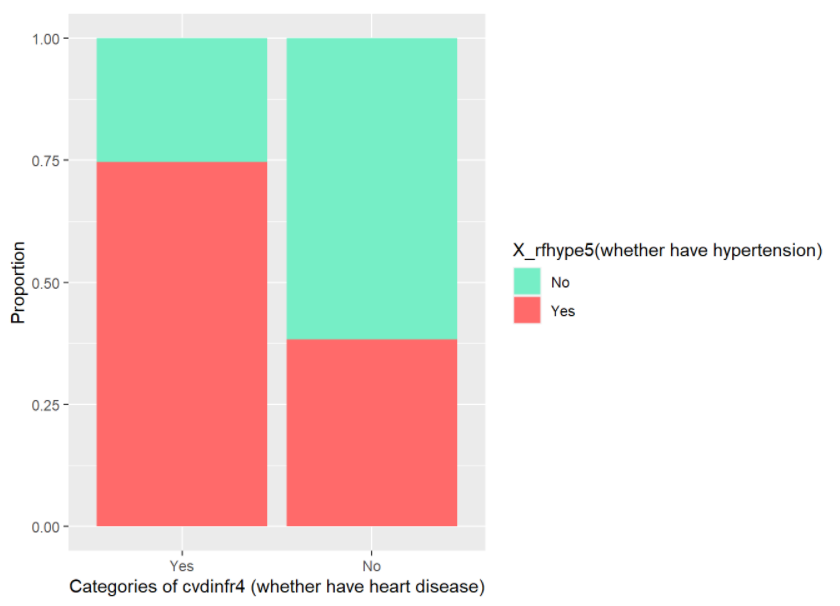 1.00
0.75
0.50
0.25
0.00
Proportion
Yes
No
Categories of cvdinfr4 (whether have heart disease)
X_rfhype5(whether have hypertension)
No
Yes